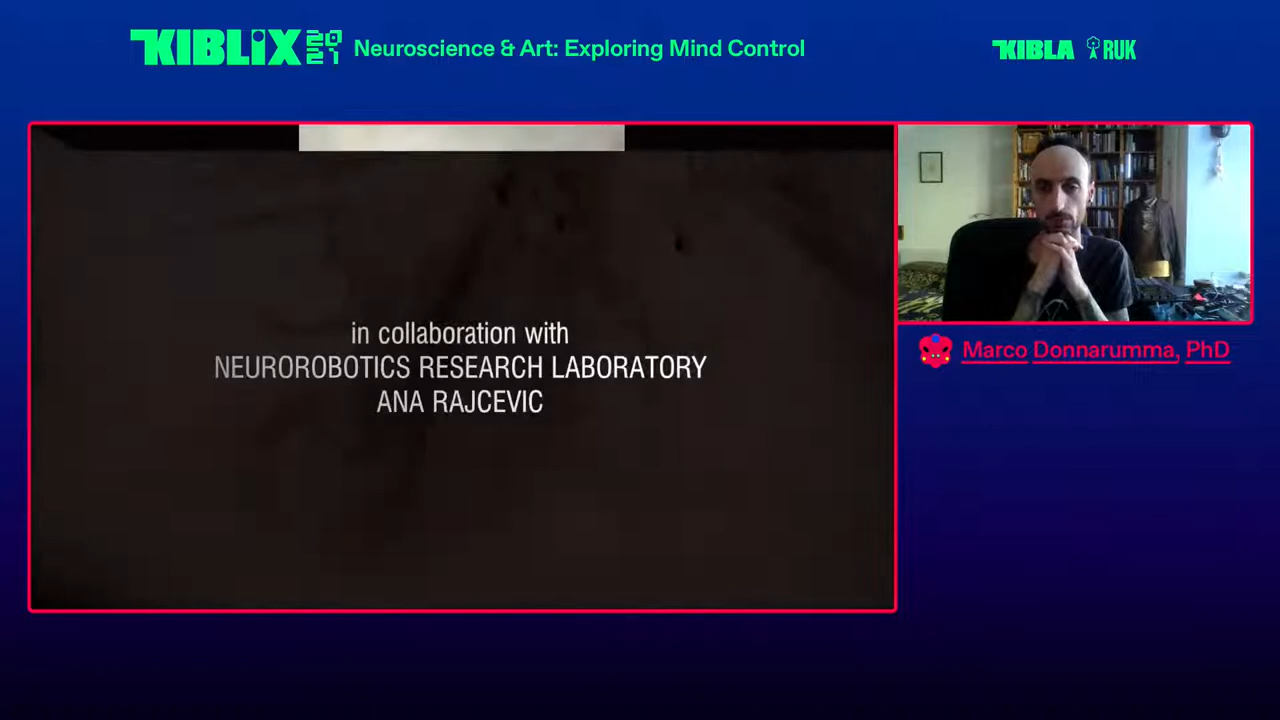 KIBLiX 2021
Neuroscience & Art: Exploring Mind Control
KIBLA
RUK
in collaboration with
NEUROROBOTICS RESEARCH LABORATORY
ANA RAJCEVIC
Marco Donnarumma, PhD